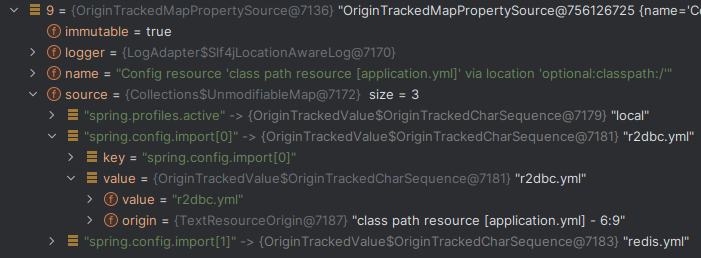 9 = {OriginTrackedMapPropertySource@7136} "OriginTrackedMapPropertySource@756126725 {name='Co
immutable = true
logger = {LogAdapter$Slf4jLocationAwareLog@7170}
name = "Config resource 'class path resource [application.yml]' via location 'optional:classpath:/'"
source = {Collections$UnmodifiableMap@7172} size = 3
"spring.profiles.active" -> {OriginTrackedValue$OriginTrackedCharSequence@7179} "local"
"spring.config.import[0]" -> {OriginTrackedValue$OriginTrackedCharSequence@7181} "r2dbc.yml"
key = "spring.config.import[0]"
value = {OriginTrackedValue$OriginTrackedCharSequence@7181} "r2dbc.yml"
value = "r2dbc.yml"
origin = {TextResourceOrigin@7187} "class path resource [application.yml] - 6:9"
"spring.config.import[1]" -> {OriginTrackedValue$OriginTrackedCharSequence@7183} "redis.yml"